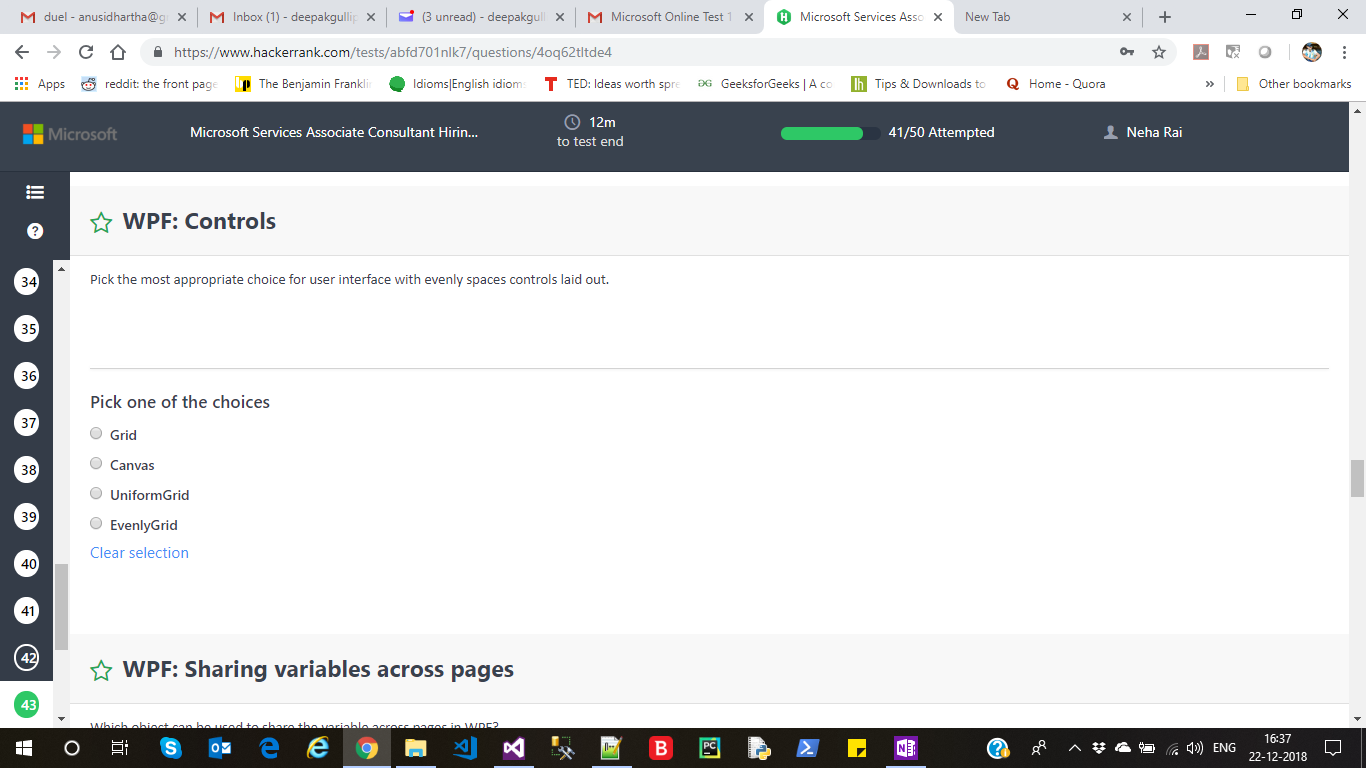 duel - anusidhartha@g
Inbox (1) - deepakgullip
(3 unread) - deepakgull
Microsoft Online Test 1
Microsoft Services Asso
New Tab
https://www.hackerrank.com/tests/abfd701nlk7/questions/4oq62tltde4
Apps
reddit: the front page
The Benjamin Franklin
Idioms|English idioms
TED: Ideas worth spre
GeeksforGeeks | A co
Tips & Downloads to
Home - Quora
»
Other bookmarks
Microsoft
Microsoft Services Associate Consultant Hirin...
12m
to test end
41/50 Attempted
Neha Rai
WPF: Controls
Pick the most appropriate choice for user interface with evenly spaces controls laid out.
Pick one of the choices
Grid
Canvas
UniformGrid
EvenlyGrid
Clear selection
WPF: Sharing variables across pages
Which object can be used to share the variable across pages in WPF?
?
34
35
36
37
38
39
40
41
42
43
ENG
16:37
22-12-2018